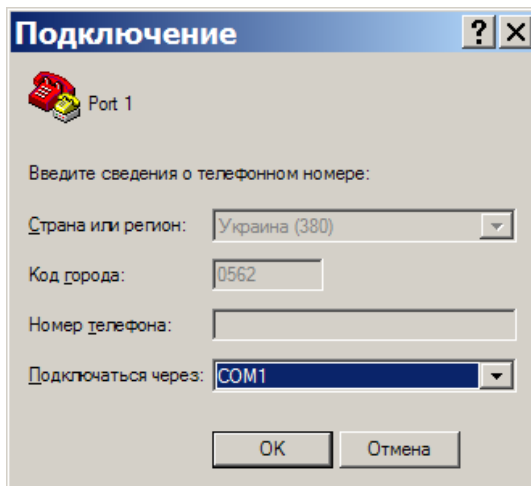 Подключение
Port 1
Введите сведения о телефонном номере:
Страна или регион: Украина (380)
Код города: 0562
Номер телефона:
Подключаться через: COM1
OK Отмена